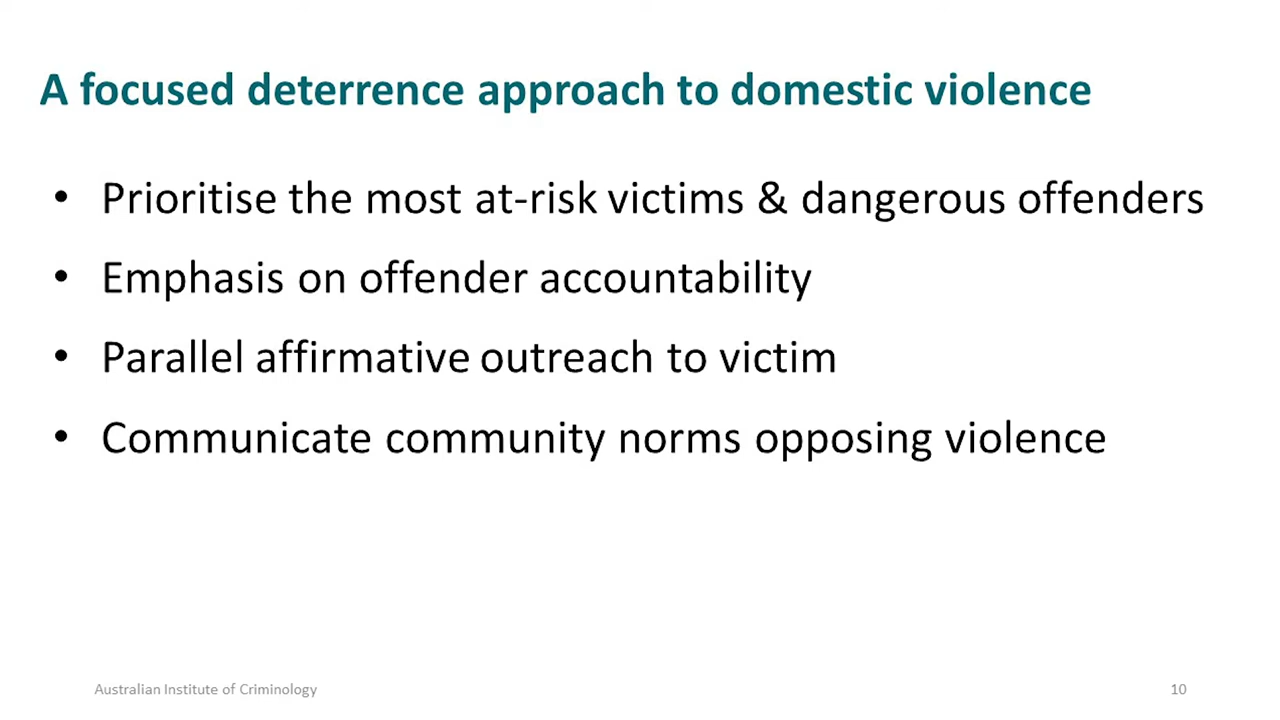 A focused deterrence approach to domestic violence
• Prioritise the most at-risk victims & dangerous offenders
• Emphasis on offender accountability
• Parallel affirmative outreach to victim
• Communicate community norms opposing violence
Australian Institute of Criminology
10